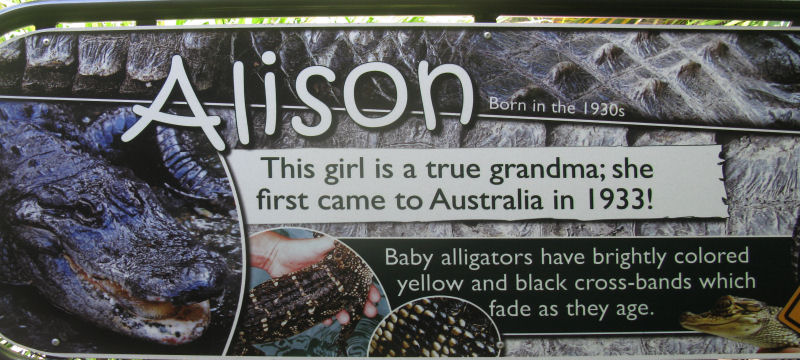 Alison
Born in the 1930s
This girl is a true grandma; she
first came to Australia in 1933!
Baby alligators have brightly colored
yellow and black cross-bands which
fade as they age.